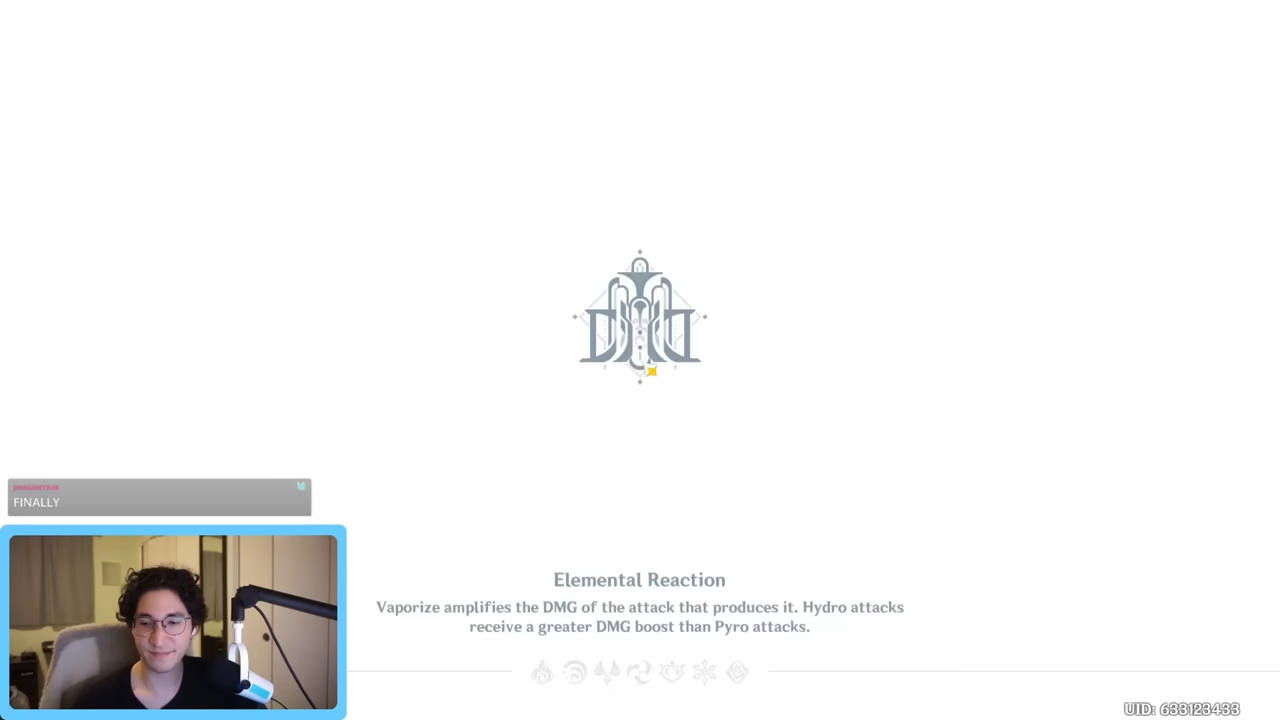 FINALLY
Elemental Reaction
Vaporize amplifies the DMG of the attack that produces it. Hydro attacks
receive a greater DMG boost than Pyro attacks.
UID: 633123433